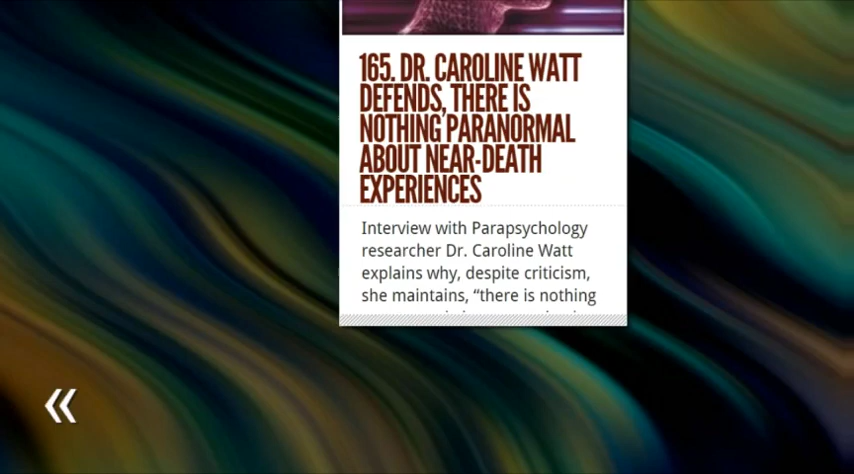 165. DR. CAROLINE WATT
DEFENDS, THERE IS
NOTHING PARANORMAL
ABOUT NEAR-DEATH
EXPERIENCES
Interview with Parapsychology
researcher Dr. Caroline Watt
explains why, despite criticism,
she maintains, “there is nothing